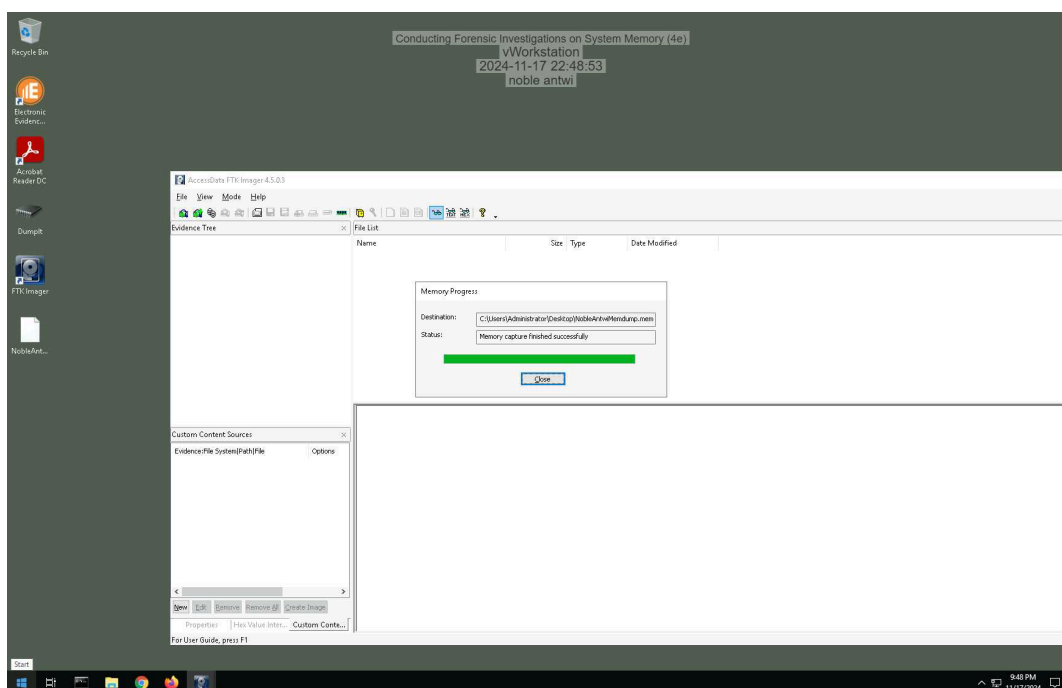 Conducting Forensic Investigations on System Memory (4e)
vWorkstation
2024-11-17 22:48:53
noble antwi
Recycle Bin
Electronic
Evidenc...
Acrobat
Reader DC
DumpIt
FTK Imager
NobleAnt...
AccessData FTK Imager 4.5.0.3
File View Mode Help
Evidence Tree
File List
Name Size Type Date Modified
Memory Progress
Destination: C:\Users\Administrator\Desktop\NobleAntwiMemdump.mem
Status: Memory capture finished successfully
Close
Custom Content Sources
Evidence:File System|Path|File Options
New Edit Remove Remove All Create Image
Properties Hex Value Inter... Custom Conte...
For User Guide, press F1
Start
9:48 PM
11/17/2024